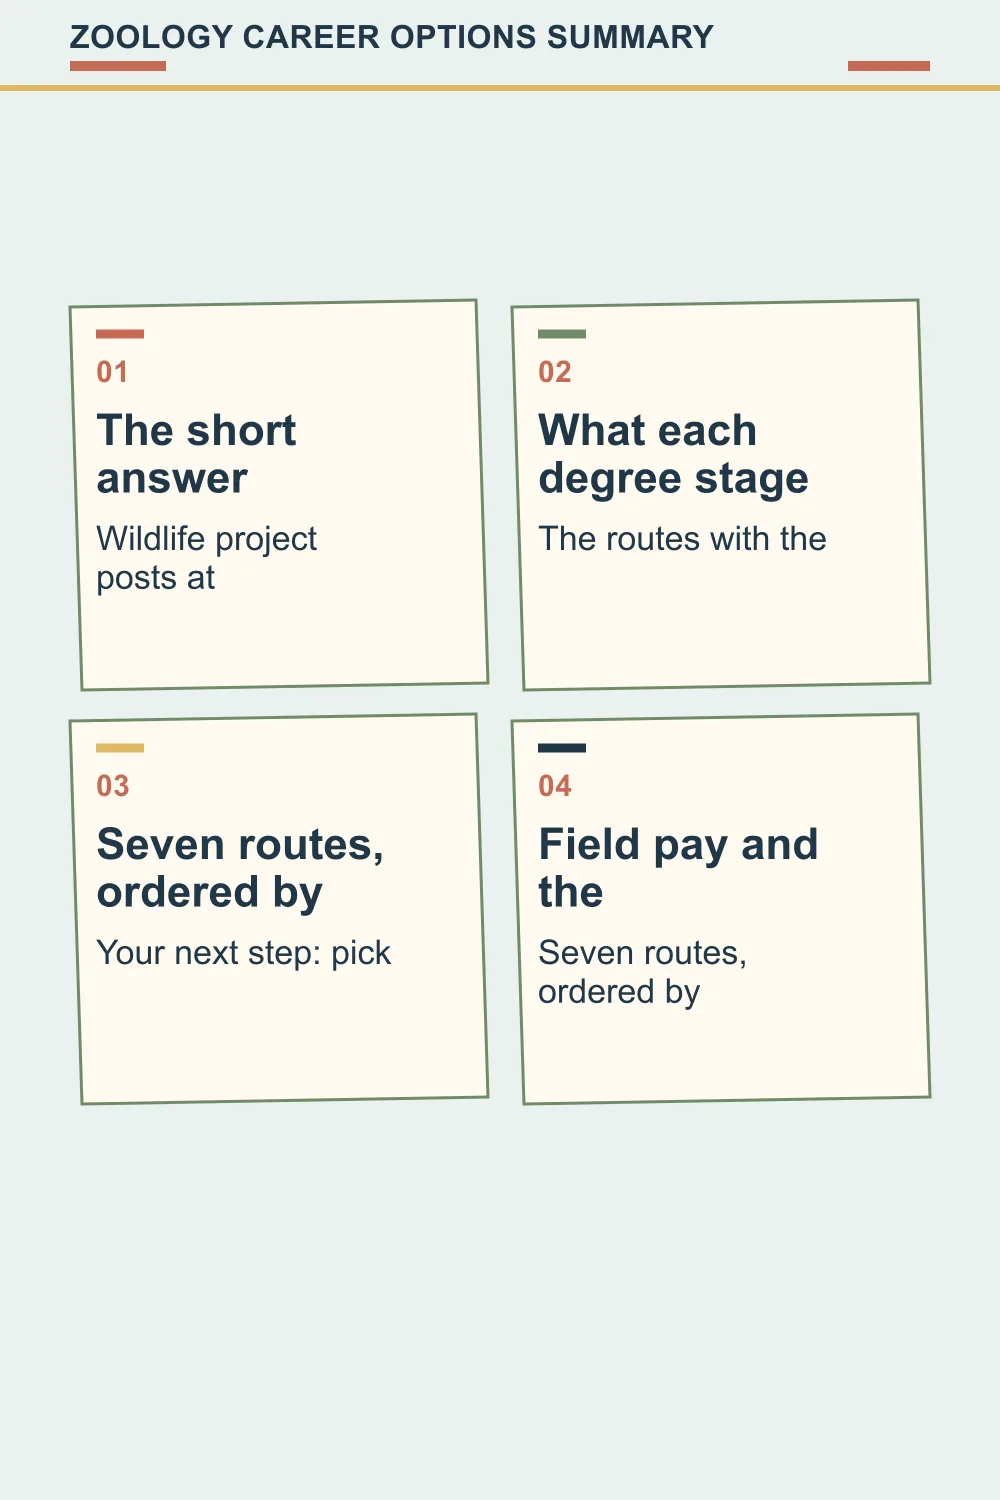 ZOOLOGY CAREER OPTIONS SUMMARY
01
The short
answer
Wildlife project
posts at
02
What each
degree stage
The routes with the
03
Seven routes,
ordered by
Your next step: pick
04
Field pay and
the
Seven routes,
ordered by